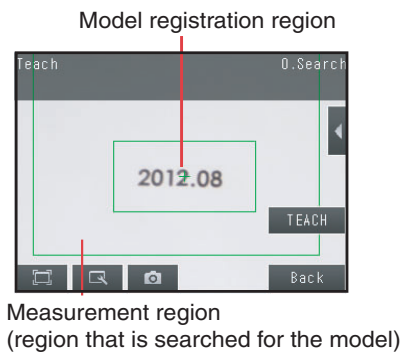 Model registration region
Teach 0.Search
2012.08
TEACH
Back
Measurement region
(region that is searched for the model)